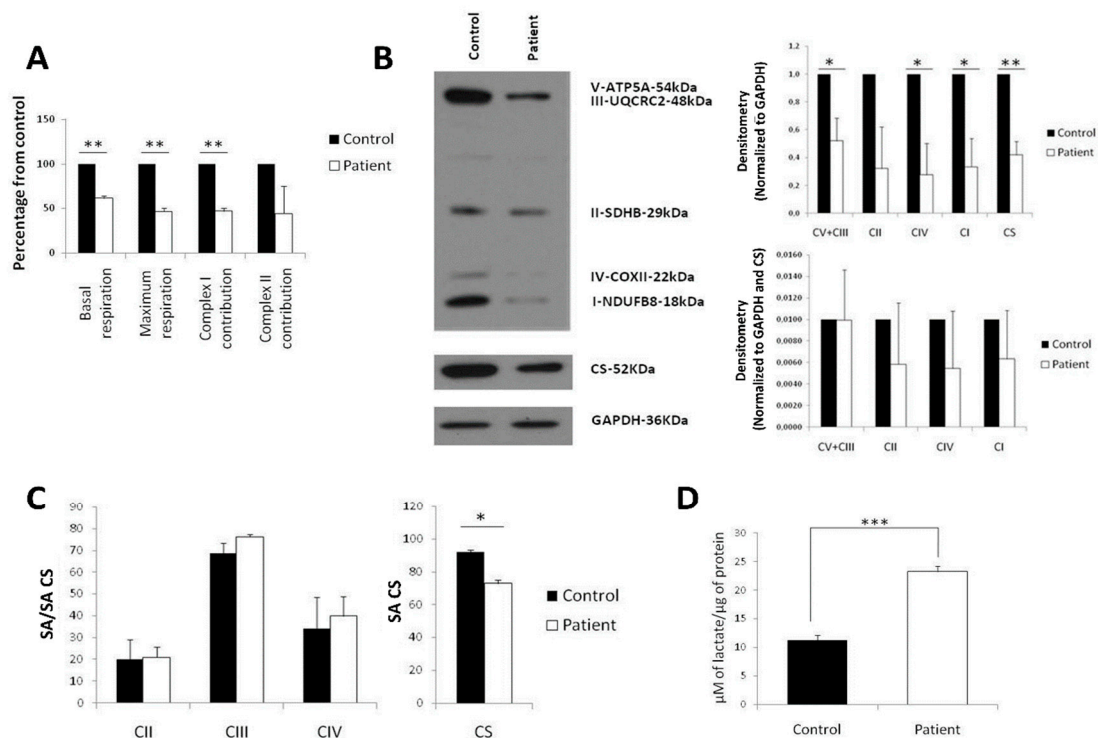 A
Percentage from control
150
100
50
0
**
**
**
Control
Patient
Basal
respiration
Maximum
respiration
Complex I
contribution
Complex II
contribution
B
Control
Patient
V-ATP5A-54kDa
III-UQCRC2-48kDa
II-SDHB-29kDa
IV-COXII-22kDa
I-NDUFB8-18kDa
CS-52KDa
GAPDH-36KDa
Densitometry
(Normalized to GAPDH)
1,2
1,0
0,8
0,6
0,4
0,2
0,0
*
*
*
**
CV+CIII
CII
CIV
CI
CS
Control
Patient
Densitometry
(Normalized to GAPDH and CS)
0,0160
0,0140
0,0120
0,0100
0,0080
0,0060
0,0040
0,0020
0,0000
CV+CIII
CII
CIV
CI
Control
Patient
C
SA/SA CS
90
80
70
60
50
40
30
20
10
0
CII
CIII
CIV
SA CS
120
100
80
60
40
20
0
*
CS
Control
Patient
D
µM of lactate/µg of protein
30
25
20
15
10
5
0
***
Control
Patient